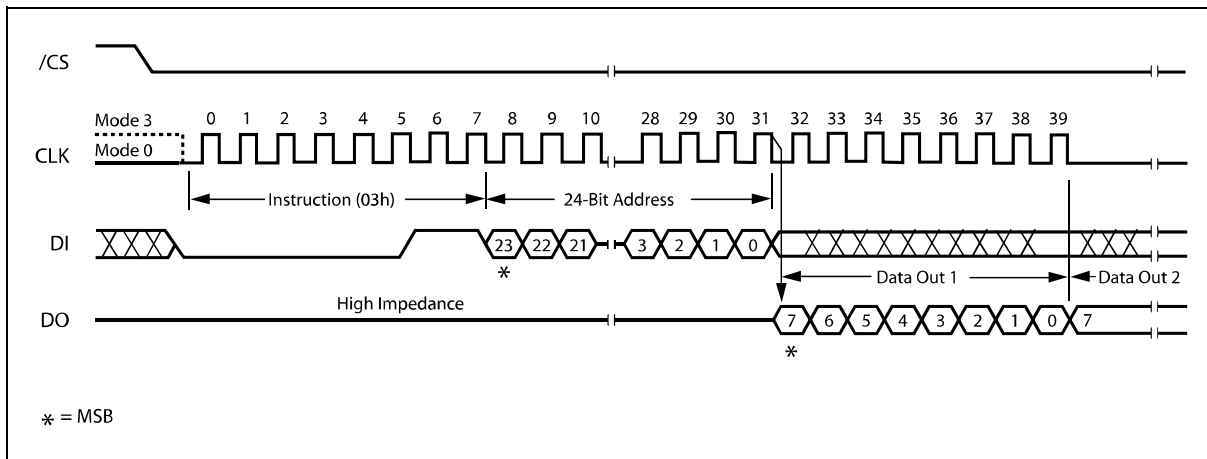 /CS
Mode 3
Mode 0
CLK
0 1 2 3 4 5 6 7 8 9 10 28 29 30 31 32 33 34 35 36 37 38 39
Instruction (03h) 24-Bit Address
DI
23 22 21 3 2 1 0
*
Data Out 1 Data Out 2
High Impedance
DO
7 6 5 4 3 2 1 0 7
*
* = MSB